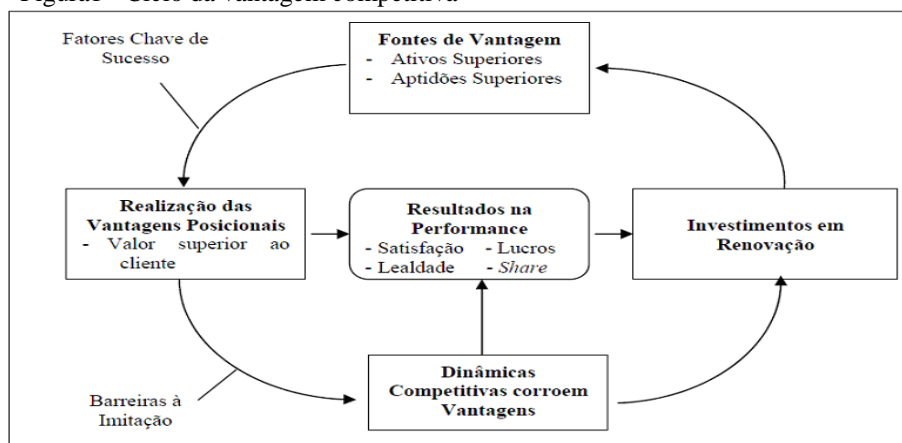 Figura1 - Ciclo da vantagem competitiva
Fatores Chave de
Sucesso
Fontes de Vantagem
- Ativos Superiores
- Aptidões Superiores
Realização das
Vantagens Posicionais
- Valor superior ao
cliente
Resultados na
Performance
- Satisfação - Lucros
- Lealdade - Share
Investimentos em
Renovação
Barreiras à
Imitação
Dinâmicas
Competitivas corroem
Vantagens